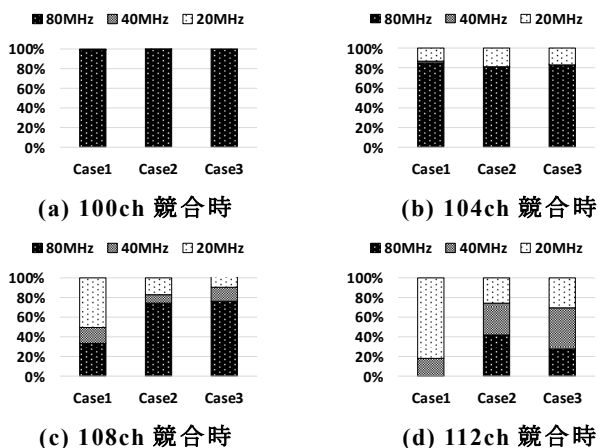 ■ 80MHz ■ 40MHz □ 20MHz
100%
80%
60%
40%
20%
0%
Case1 Case2 Case3
(a) 100ch 競合時
■ 80MHz ■ 40MHz □ 20MHz
100%
80%
60%
40%
20%
0%
Case1 Case2 Case3
(b) 104ch 競合時
■ 80MHz ■ 40MHz □ 20MHz
100%
80%
60%
40%
20%
0%
Case1 Case2 Case3
(c) 108ch 競合時
■ 80MHz ■ 40MHz □ 20MHz
100%
80%
60%
40%
20%
0%
Case1 Case2 Case3
(d) 112ch 競合時